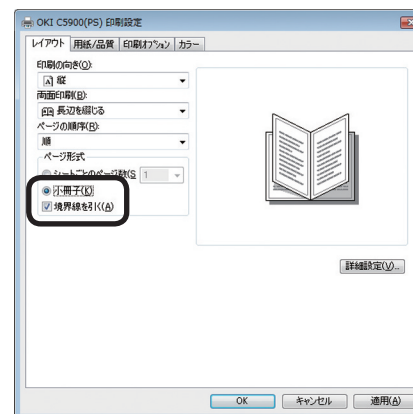 OKI C5900(PS) 印刷設定
レイアウト 用紙/品質 印刷オプション カラー
印刷の向き(O):
A 縦
両面印刷(B):
長辺を綴じる
ページの順序(R):
順
ページ形式
シートごとのページ数(S 1
小冊子(K)
境界線を引く(A)
詳細設定(V)...
OK キャンセル 適用(A)